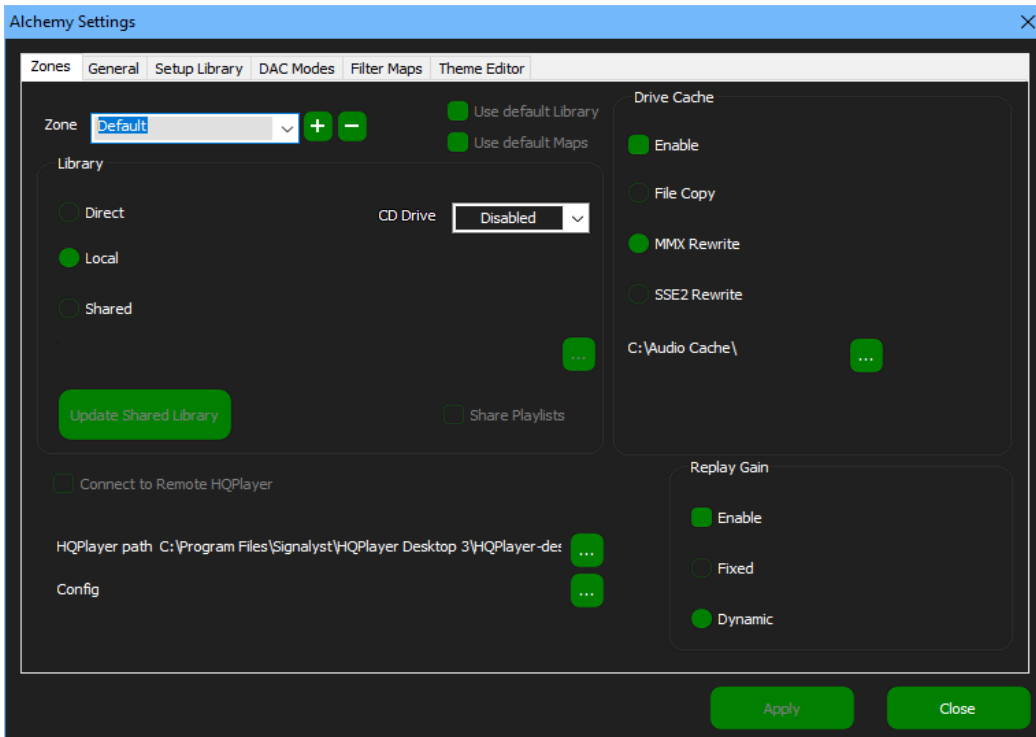 Alchemy Settings
Zones General Setup Library DAC Modes Filter Maps Theme Editor
Zone Default + −
Use default Library
Use default Maps
Library
Direct
CD Drive Disabled
Local
Shared
...
Update Shared Library
Share Playlists
Drive Cache
Enable
File Copy
MMX Rewrite
SSE2 Rewrite
C:\Audio Cache\ ...
Connect to Remote HQPlayer
HQPlayer path C:\Program Files\Signalyst\HQPlayer Desktop 3\HQPlayer-des ...
Config ...
Replay Gain
Enable
Fixed
Dynamic
Apply Close